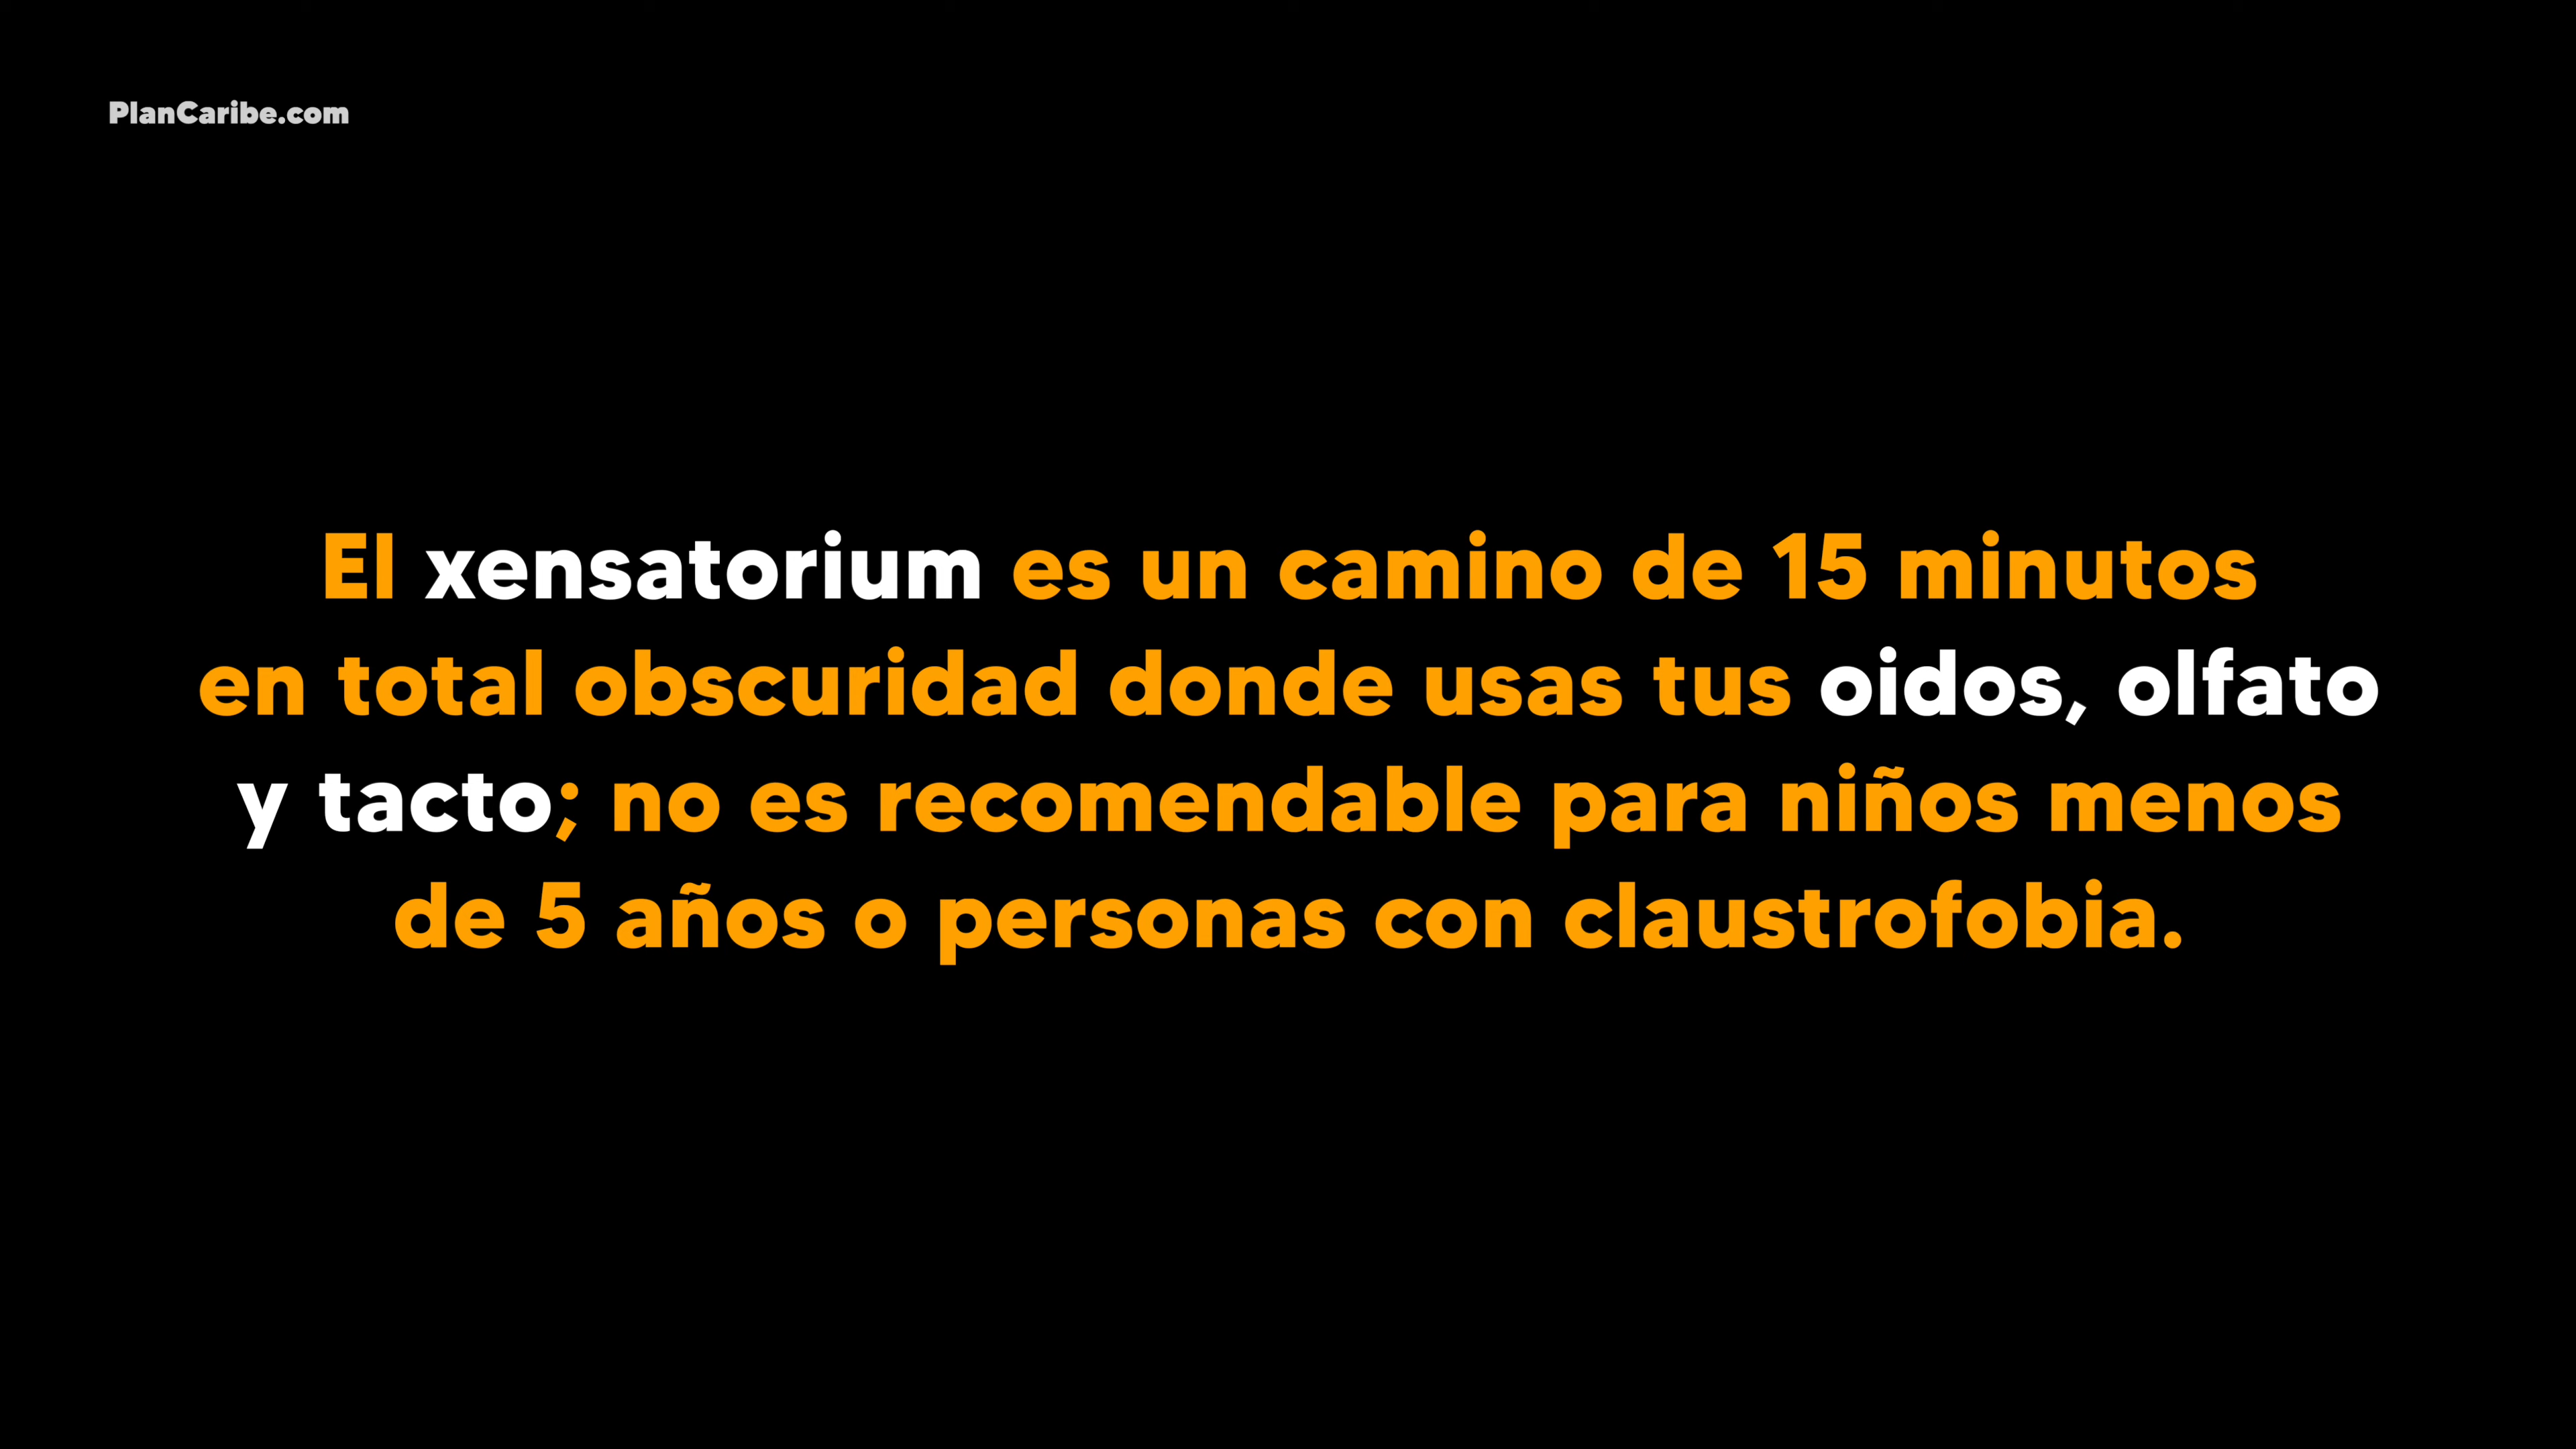 PlanCaribe.com
El xensatorium es un camino de 15 minutos
en total obscuridad donde usas tus oidos, olfato
y tacto; no es recomendable para niños menos
de 5 años o personas con claustrofobia.